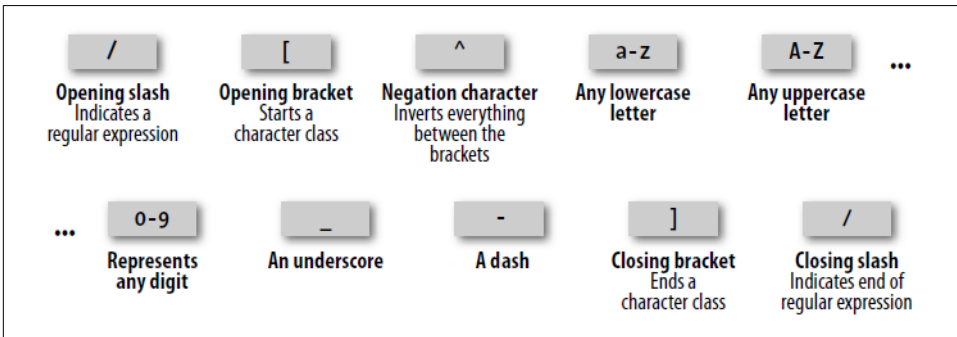 / [ ^ a-z A-Z ...
Opening slash Opening bracket Negation character Any lowercase Any uppercase
Indicates a Starts a Inverts everything letter letter
regular expression character class between the
brackets
... 0-9 _ - ] /
Represents An underscore A dash Closing bracket Closing slash
any digit Ends a Indicates end of
character class regular expression